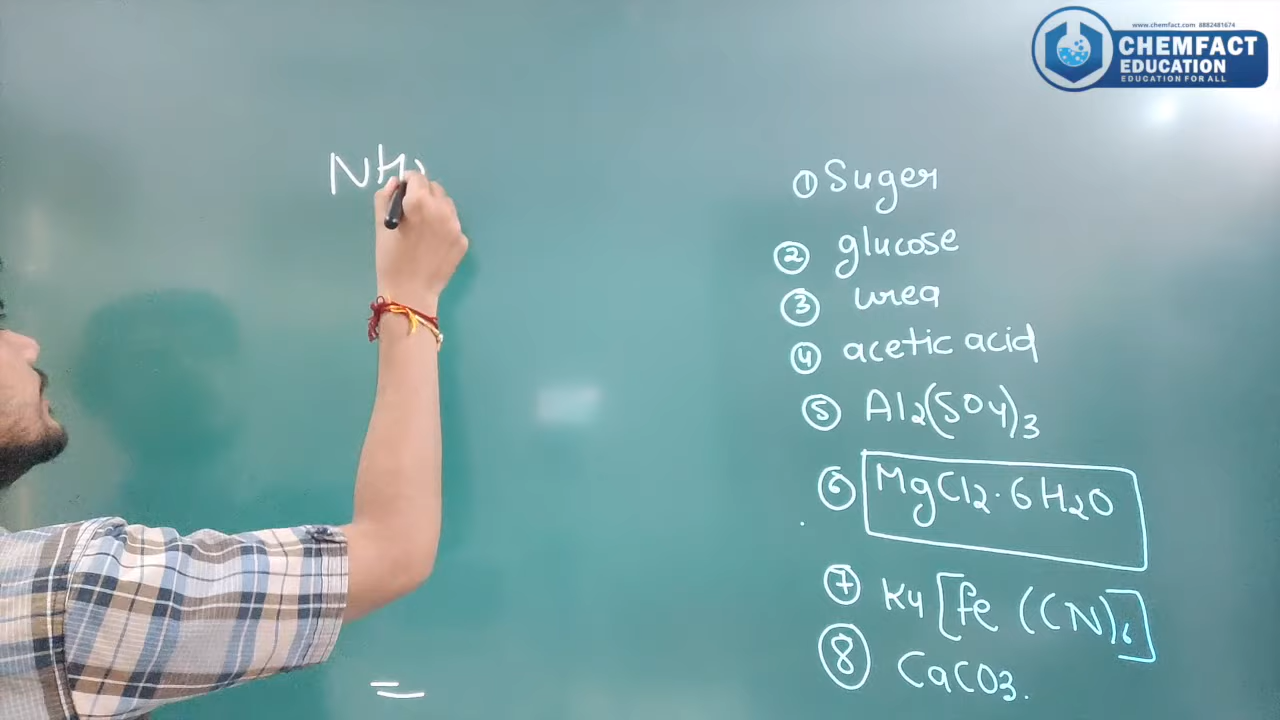 www.chemfact.com 8882481674
CHEMFACT
EDUCATION
EDUCATION FOR ALL
NH
① Suger
② glucose
③ urea
④ acetic acid
⑤ Al2(SO4)3
⑥ MgCl2·6H2O
⑦ K4[Fe(CN)6]
⑧ CaCO3.